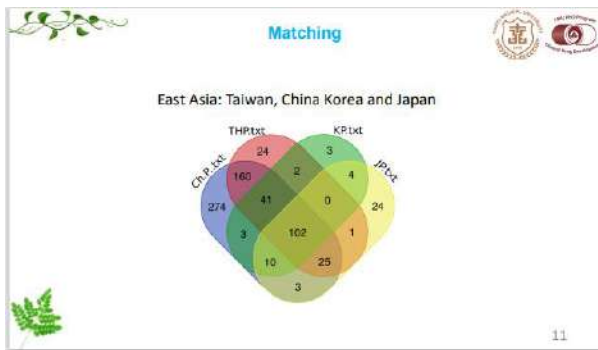 Matching
East Asia: Taiwan, China Korea and Japan
THP.txt
KP.txt
Ch.P..txt
JP.txt
24
3
160
2
4
274
41
0
24
3
102
1
10
25
3
11